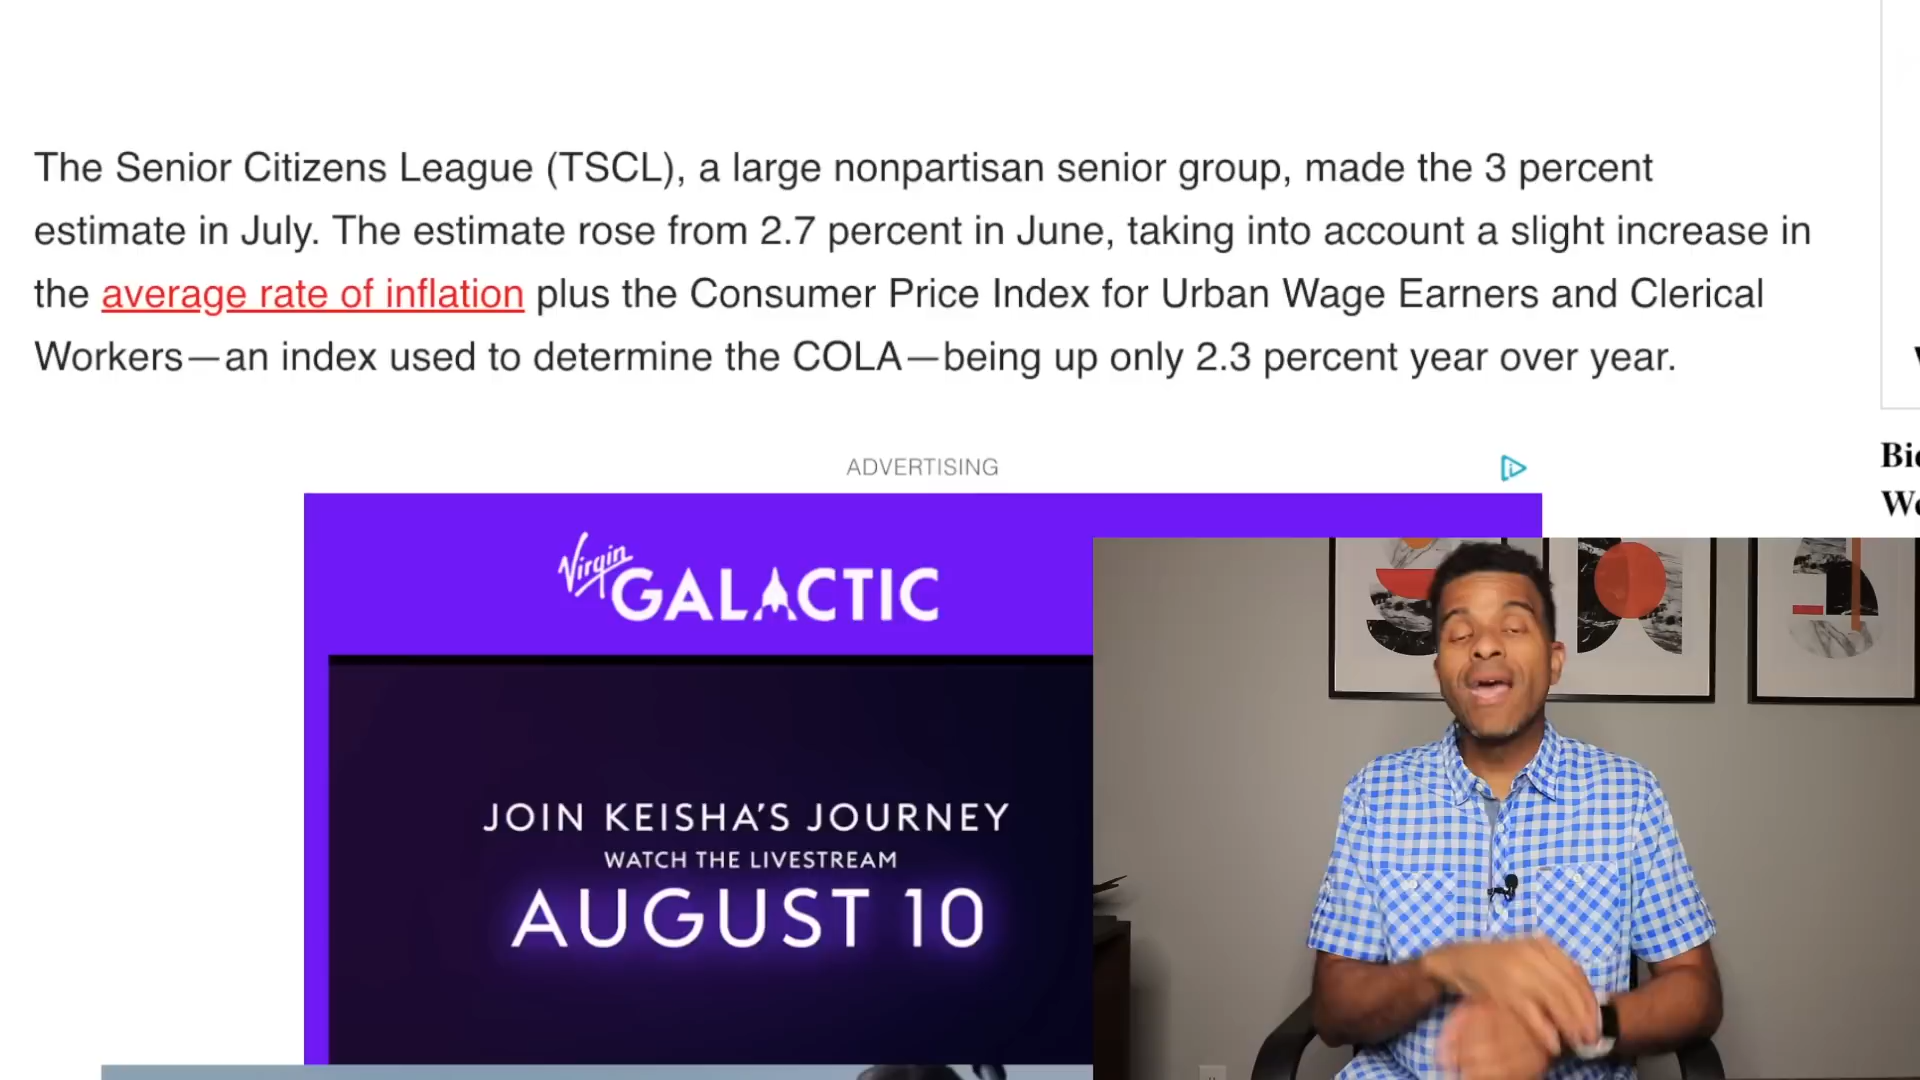 The Senior Citizens League (TSCL), a large nonpartisan senior group, made the 3 percent
estimate in July. The estimate rose from 2.7 percent in June, taking into account a slight increase in
the average rate of inflation plus the Consumer Price Index for Urban Wage Earners and Clerical
Workers—an index used to determine the COLA—being up only 2.3 percent year over year.
ADVERTISING
Virgin
GALACTIC
JOIN KEISHA'S JOURNEY
WATCH THE LIVESTREAM
AUGUST 10